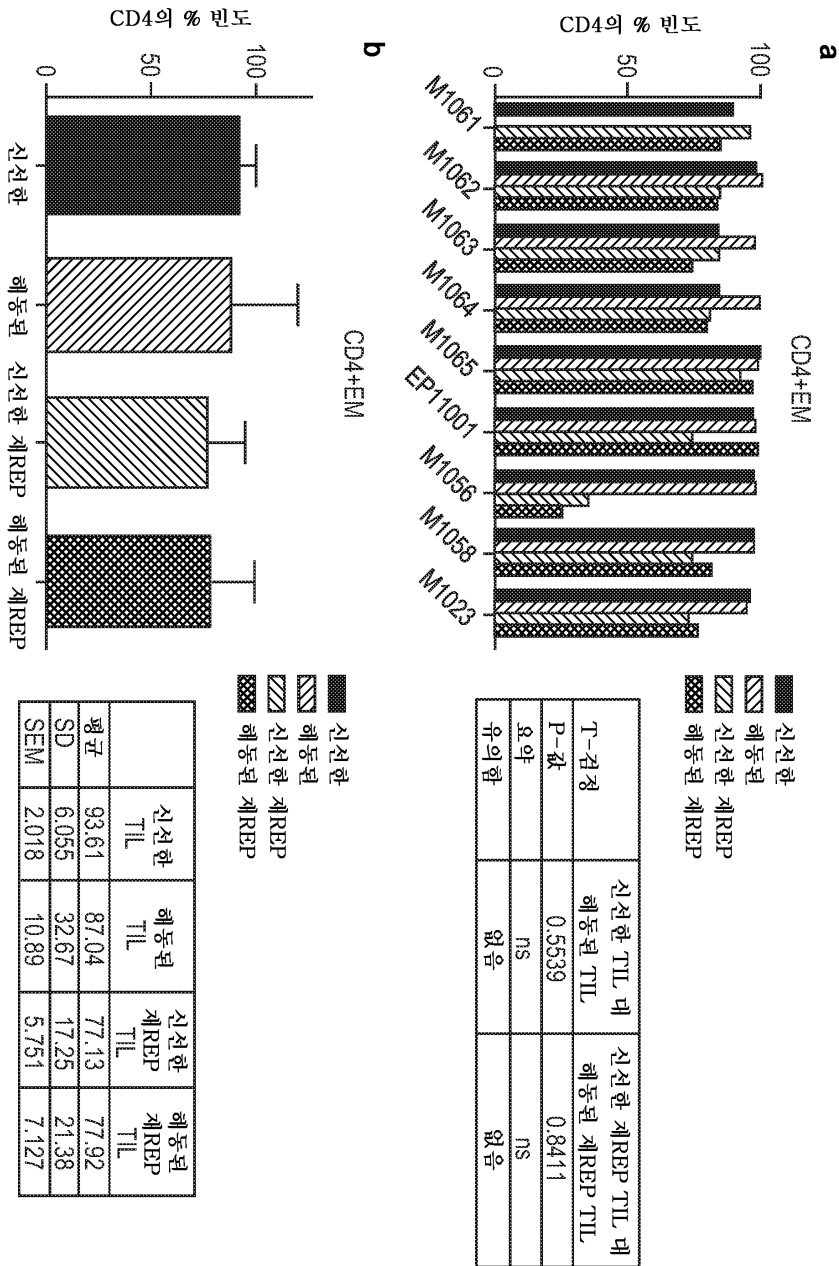 a
CD4+EM
CD4의 % 빈도
100
50
0
M1061
M1062
M1063
M1064
M1065
EP11001
M1056
M1058
M1023
신선한
해동된
신선한 재REP
해동된 재REP
T-검정 신선한 TIL 대 해동된 TIL 신선한 재REP TIL 대 해동된 재REP TIL
P-값 0.5539 0.8411
요약 ns ns
유의함 없음 없음
b
CD4+EM
CD4의 % 빈도
100
50
0
신선한
해동된
신선한 재REP
해동된 재REP
신선한
해동된
신선한 재REP
해동된 재REP
신선한 TIL 해동된 TIL 신선한 재REP TIL 해동된 재REP TIL
평균 93.61 87.04 77.13 77.92
SD 6.055 32.67 17.25 21.38
SEM 2.018 10.89 5.751 7.127